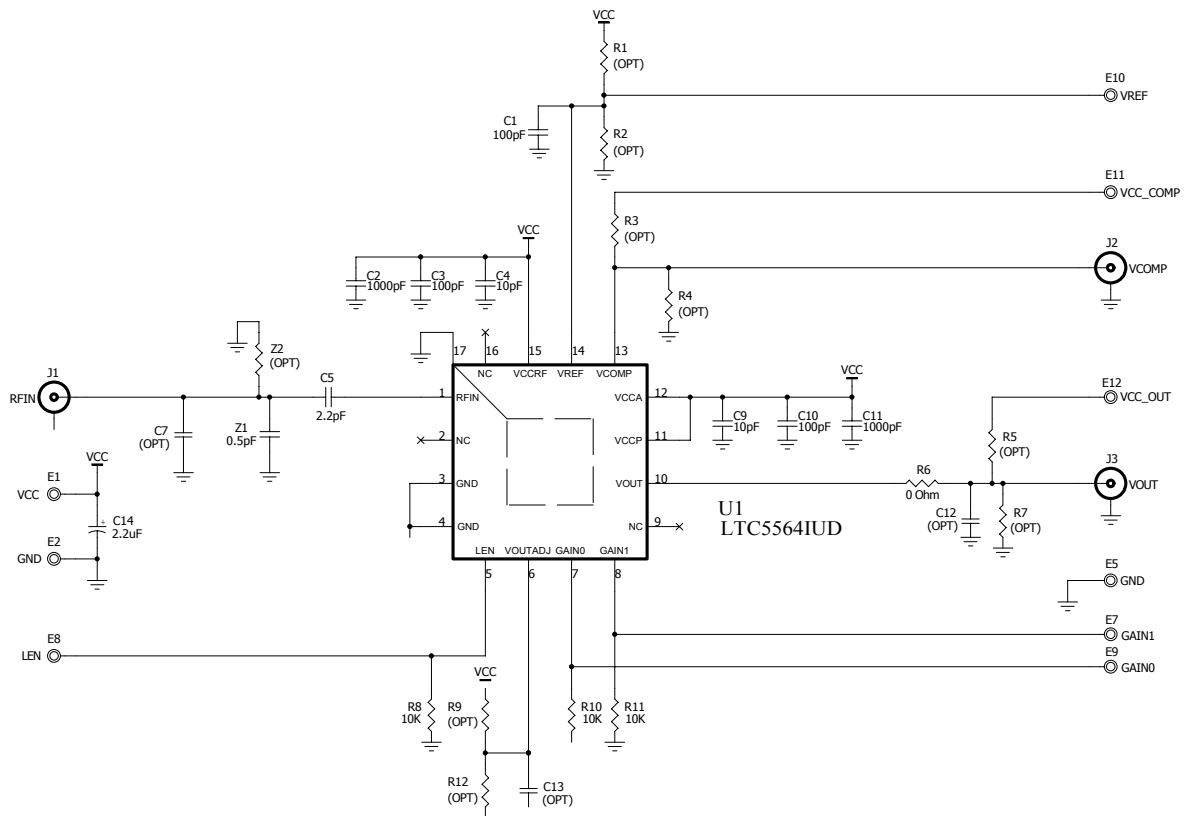 VCC
R1
(OPT)
E10
VREF
C1
100pF
R2
(OPT)
E11
VCC_COMP
R3
(OPT)
VCC
J2
VCOMP
C2
1000pF
C3
100pF
C4
10pF
R4
(OPT)
Z2
(OPT)
17
16
15
14
13
NC
VCCRF
VREF
VCOMP
J1
RFIN
C5
2.2pF
1
RFIN
VCCA
12
VCC
E12
VCC_OUT
C7
(OPT)
Z1
0.5pF
2
NC
VCCP
11
C9
10pF
C10
100pF
C11
1000pF
R5
(OPT)
VCC
E1
VCC
3
GND
VOUT
10
R6
0 Ohm
J3
VOUT
C14
+
2.2uF
4
GND
NC
9
U1
LTC5564IUD
C12
(OPT)
R7
(OPT)
E2
GND
LEN
VOUTADJ
GAIN0
GAIN1
5
6
7
8
E5
GND
E7
GAIN1
E8
LEN
E9
GAIN0
VCC
R8
10K
R9
(OPT)
R10
10K
R11
10K
R12
(OPT)
C13
(OPT)